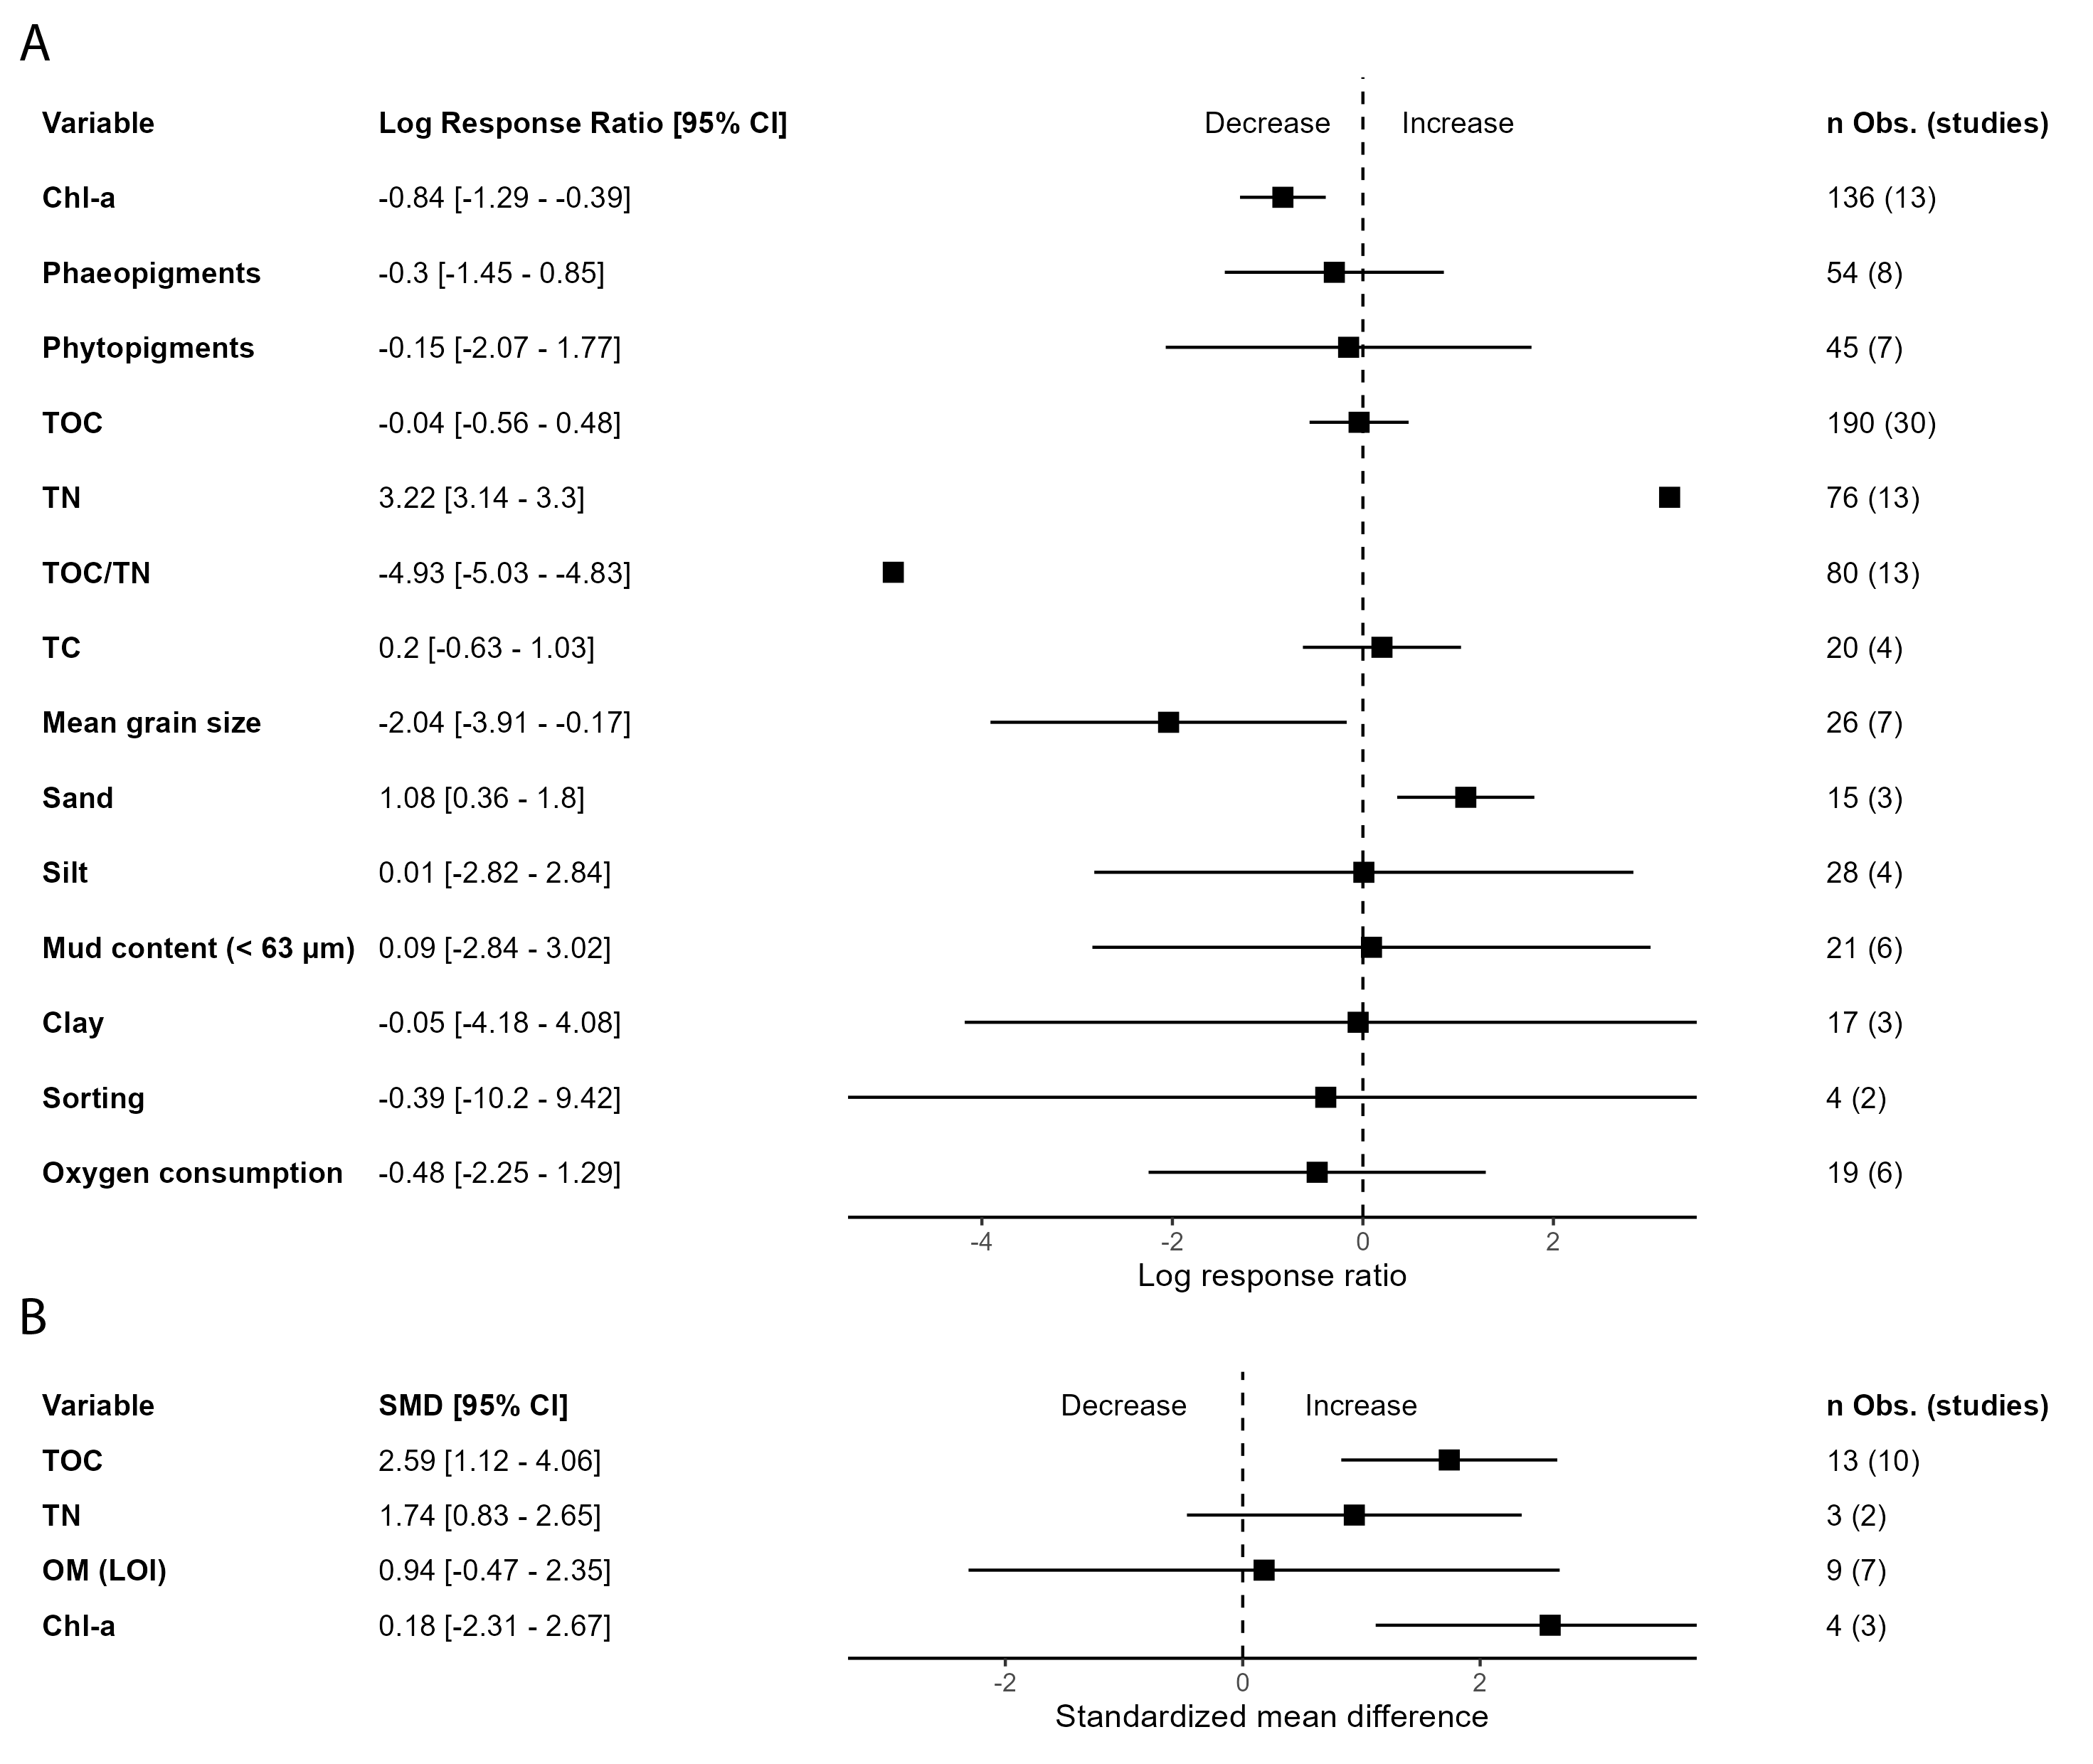 A
Variable Log Response Ratio [95% CI] Decrease Increase n Obs. (studies)
Chl-a -0.84 [-1.29 - -0.39] 136 (13)
Phaeopigments -0.3 [-1.45 - 0.85] 54 (8)
Phytopigments -0.15 [-2.07 - 1.77] 45 (7)
TOC -0.04 [-0.56 - 0.48] 190 (30)
TN 3.22 [3.14 - 3.3] 76 (13)
TOC/TN -4.93 [-5.03 - -4.83] 80 (13)
TC 0.2 [-0.63 - 1.03] 20 (4)
Mean grain size -2.04 [-3.91 - -0.17] 26 (7)
Sand 1.08 [0.36 - 1.8] 15 (3)
Silt 0.01 [-2.82 - 2.84] 28 (4)
Mud content (< 63 µm) 0.09 [-2.84 - 3.02] 21 (6)
Clay -0.05 [-4.18 - 4.08] 17 (3)
Sorting -0.39 [-10.2 - 9.42] 4 (2)
Oxygen consumption -0.48 [-2.25 - 1.29] 19 (6)
-4 -2 0 2
Log response ratio
B
Variable SMD [95% CI] Decrease Increase n Obs. (studies)
TOC 2.59 [1.12 - 4.06] 13 (10)
TN 1.74 [0.83 - 2.65] 3 (2)
OM (LOI) 0.94 [-0.47 - 2.35] 9 (7)
Chl-a 0.18 [-2.31 - 2.67] 4 (3)
-2 0 2
Standardized mean difference